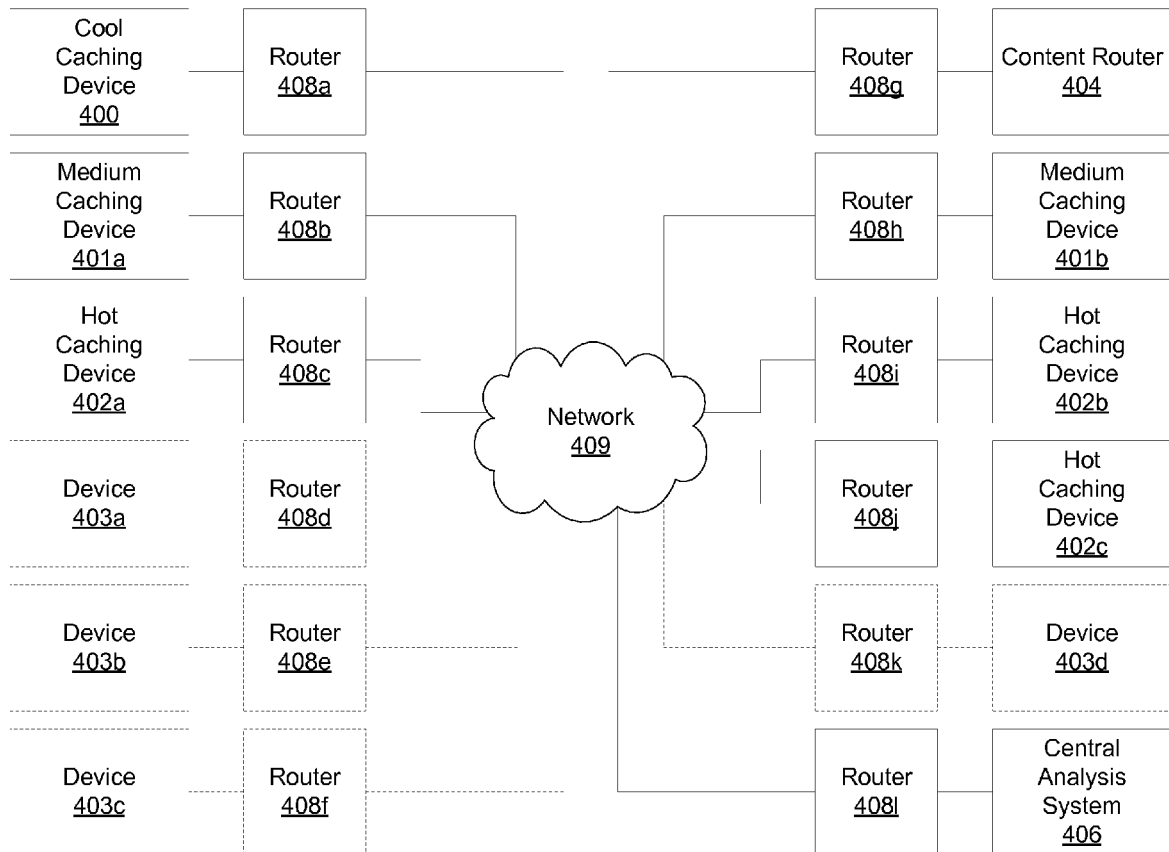 Cool
Caching
Device
400
Router
408a
Router
408g
Content Router
404
Medium
Caching
Device
401a
Router
408b
Router
408h
Medium
Caching
Device
401b
Hot
Caching
Device
402a
Router
408c
Router
408i
Hot
Caching
Device
402b
Network
409
Device
403a
Router
408d
Router
408j
Hot
Caching
Device
402c
Device
403b
Router
408e
Router
408k
Device
403d
Device
403c
Router
408f
Router
408l
Central
Analysis
System
406